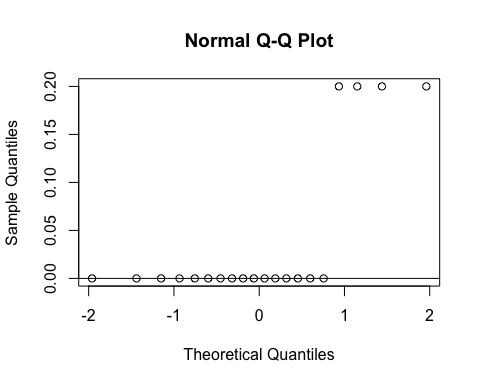 Normal Q-Q Plot
Sample Quantiles
0.20
0.15
0.10
0.05
0.00
-2 -1 0 1 2
Theoretical Quantiles